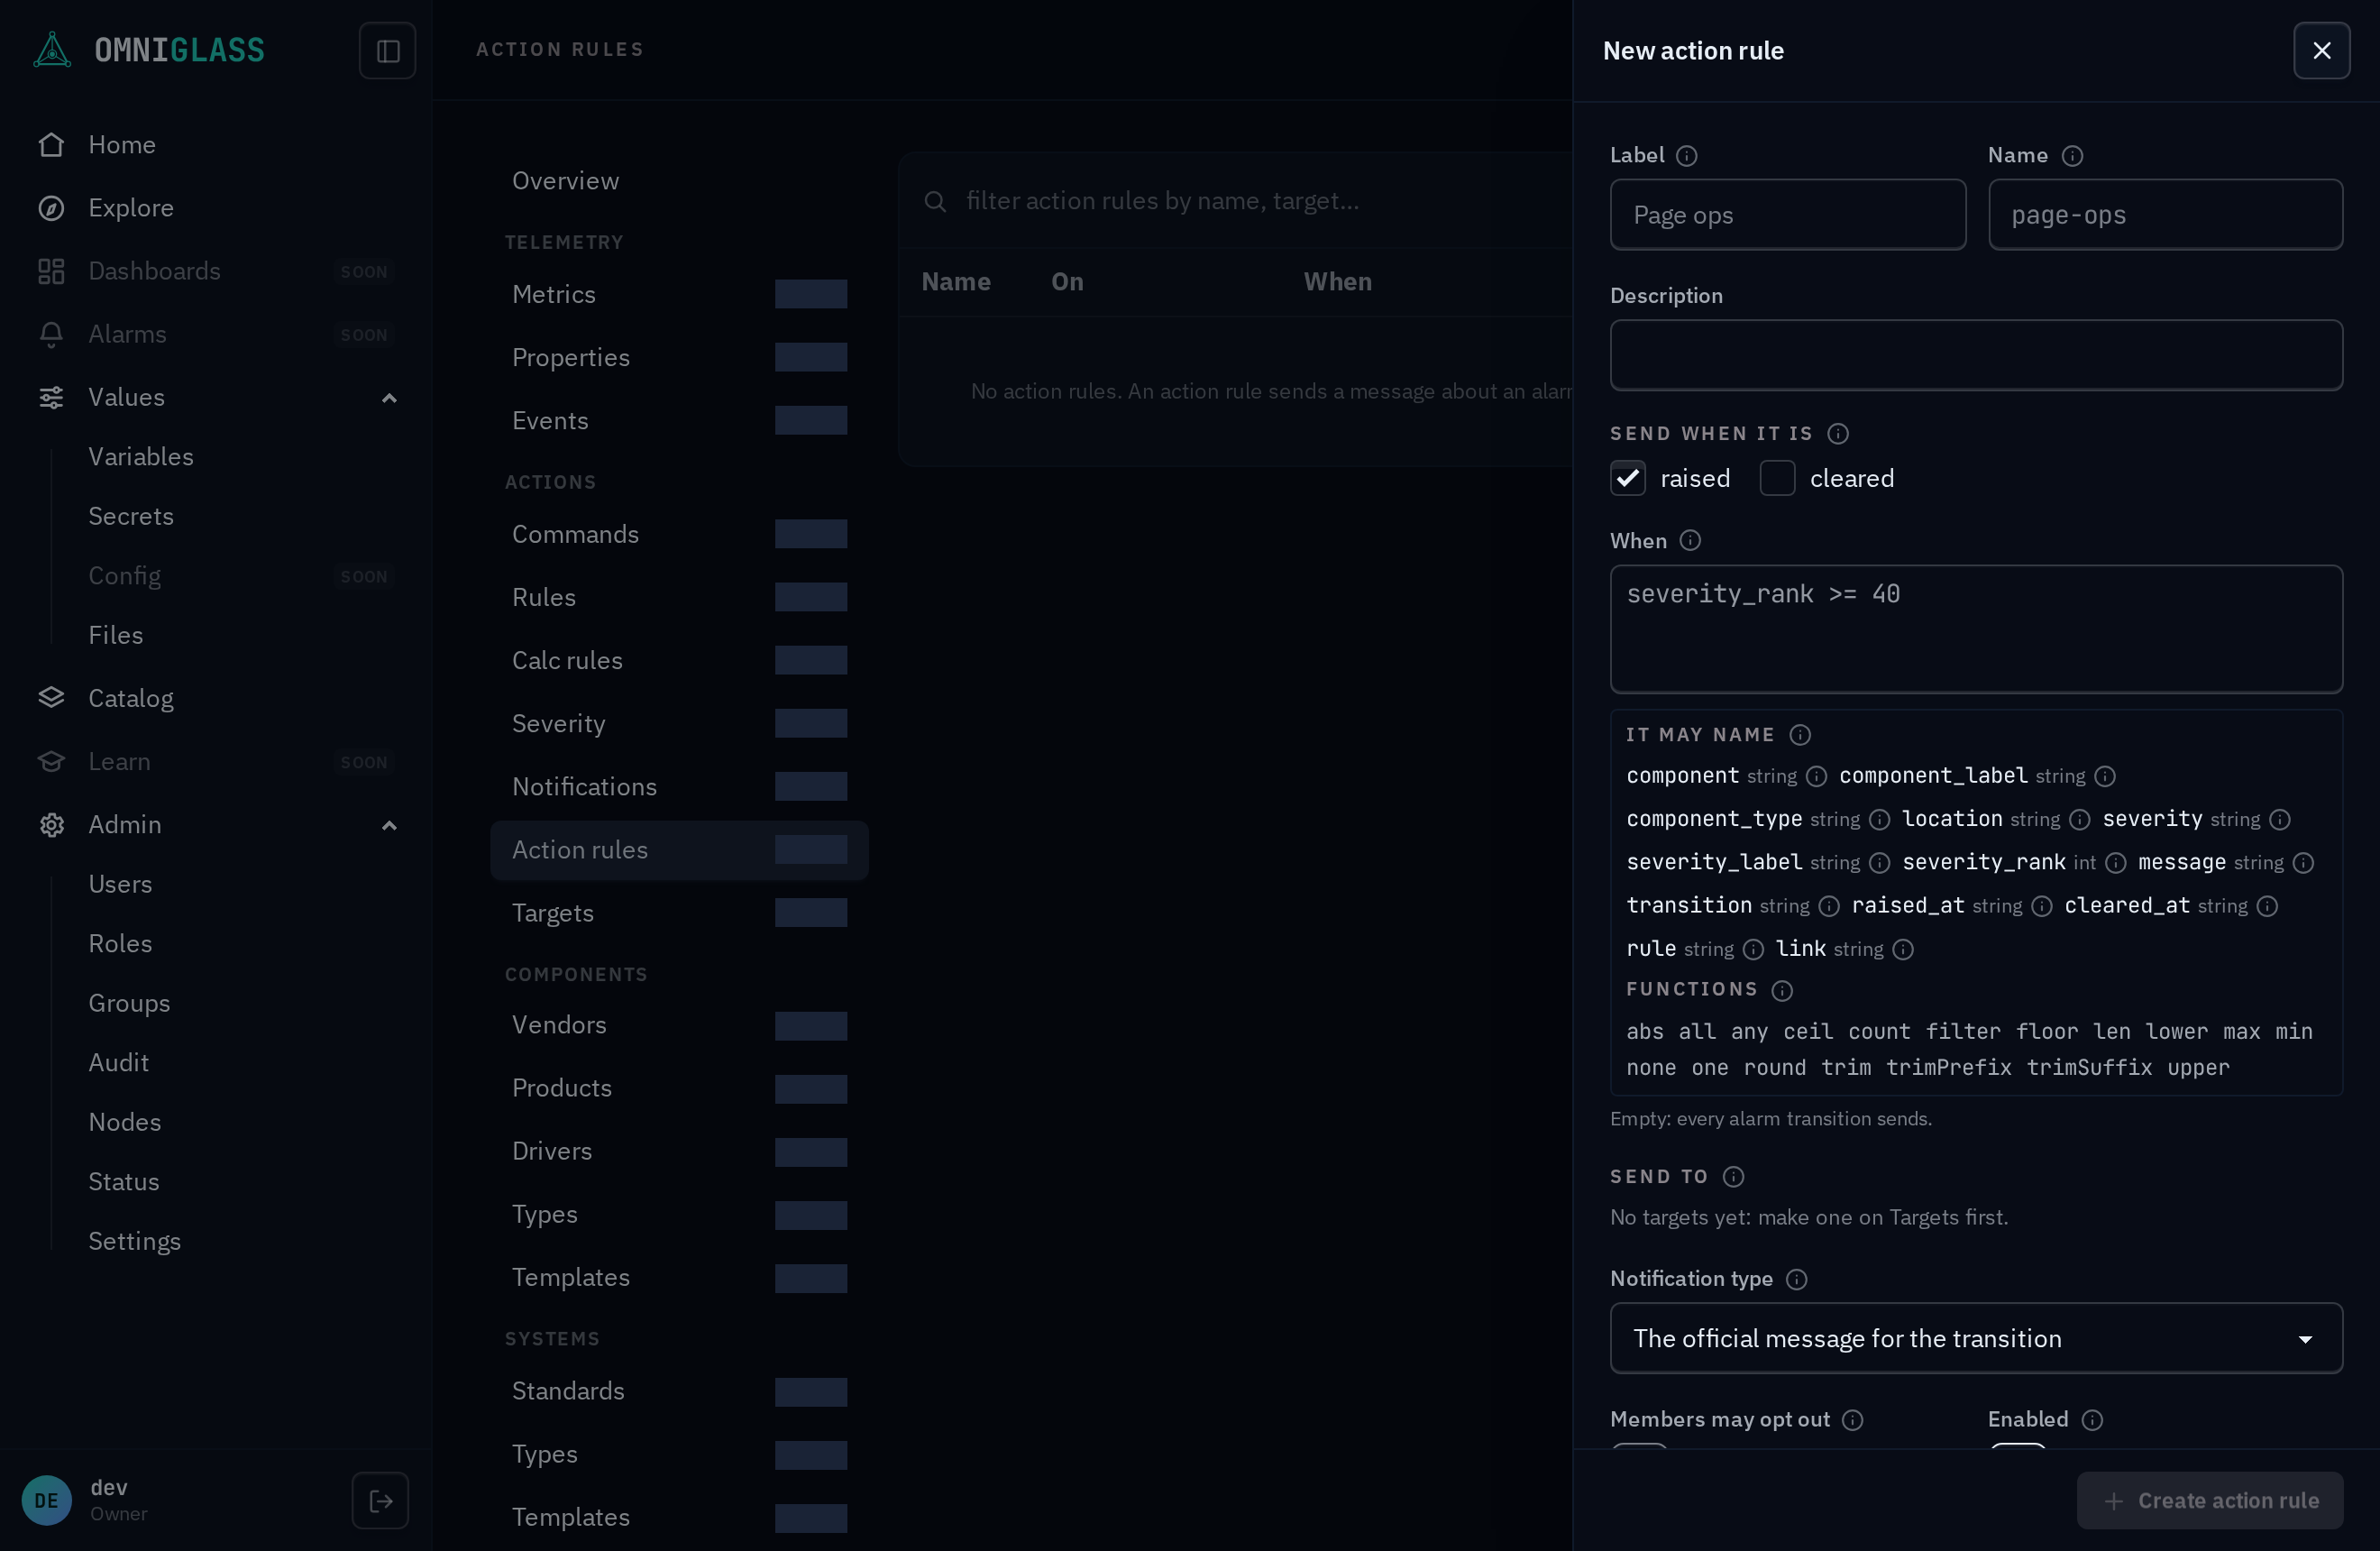 OMNIGLASS
Home
Explore
Dashboards SOON
Alarms SOON
Values
Variables
Secrets
Config SOON
Files
Catalog
Learn SOON
Admin
Users
Roles
Groups
Audit
Nodes
Status
Settings
DE
dev
Owner
ACTION RULES
Overview
TELEMETRY
Metrics
Properties
Events
ACTIONS
Commands
Rules
Calc rules
Severity
Notifications
Action rules
Targets
COMPONENTS
Vendors
Products
Drivers
Types
Templates
SYSTEMS
Standards
Types
Templates
filter action rules by name, target...
Name On When
No action rules. An action rule sends a message about an alarm
New action rule
Label Name
Page ops page-ops
Description
SEND WHEN IT IS
raised cleared
When
severity_rank >= 40
IT MAY NAME
component string component_label string
component_type string location string severity string
severity_label string severity_rank int message string
transition string raised_at string cleared_at string
rule string link string
FUNCTIONS
abs all any ceil count filter floor len lower max min
none one round trim trimPrefix trimSuffix upper
Empty: every alarm transition sends.
SEND TO
No targets yet: make one on Targets first.
Notification type
The official message for the transition
Members may opt out Enabled
Create action rule